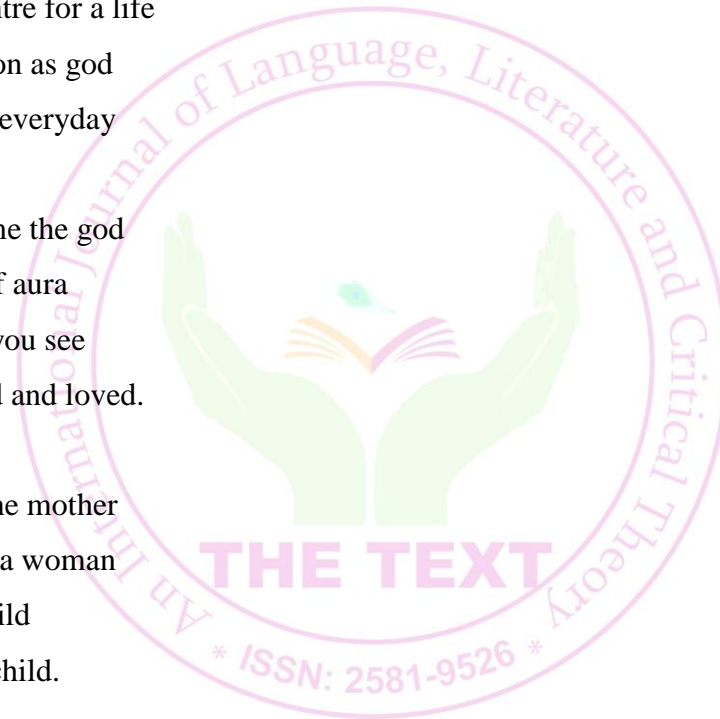 ntre for a life
on as god
everyday
ne the god
f aura
you see
d and loved.
ne mother
a woman
ild
child.
An International Journal of Language, Literature and Critical Theory
THE TEXT
* ISSN: 2581-9526 *